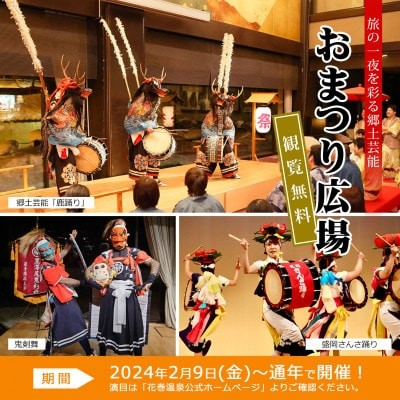 旅の一夜を彩る郷土芸能
おまつり広場
観覧無料
祭
郷土芸能「鹿踊り」
鬼剣舞
盛岡さんさ踊り
期間
2024年2月9日(金)～通年で開催！
演目は「花巻温泉公式ホームページ」よりご確認ください。